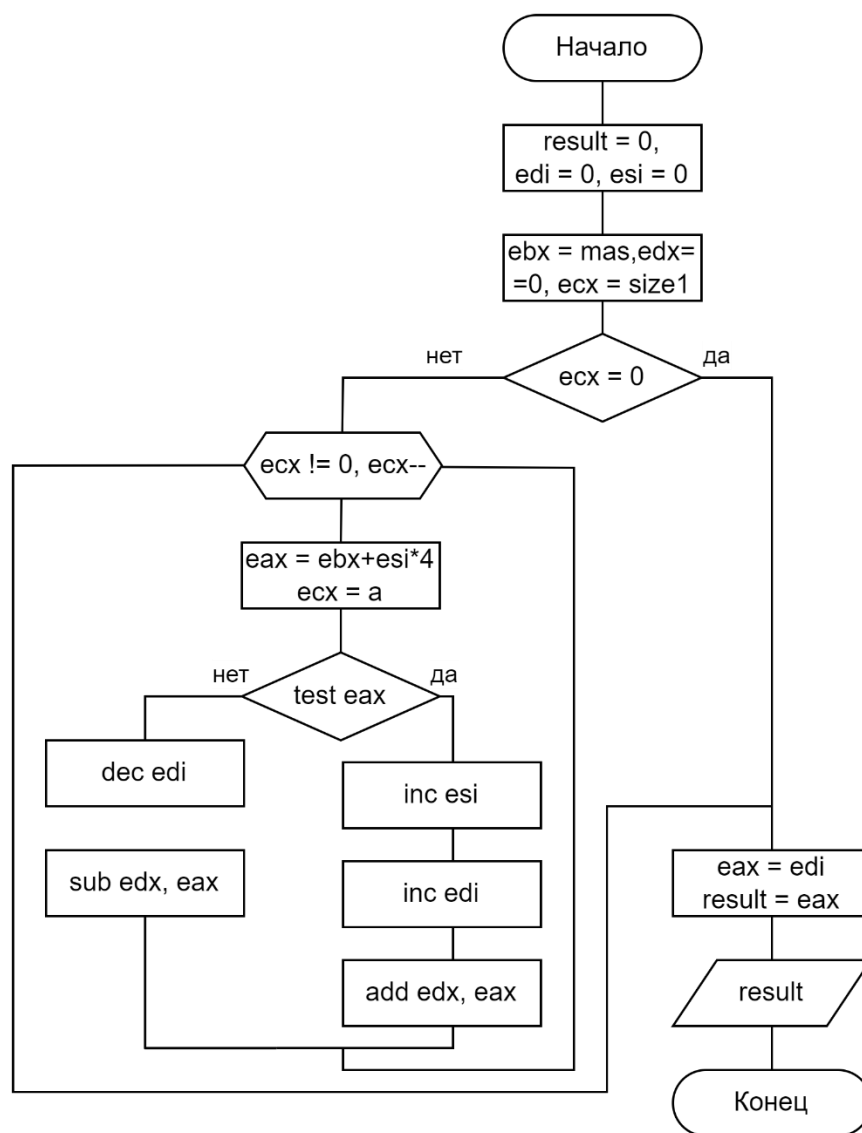 Начало
result = 0,
edi = 0, esi = 0
ebx = mas,edx=
=0, ecx = size1
нет
да
ecx = 0
ecx != 0, ecx--
eax = ebx+esi*4
ecx = a
нет
да
test eax
dec edi
inc esi
sub edx, eax
inc edi
eax = edi
result = eax
add edx, eax
result
Конец